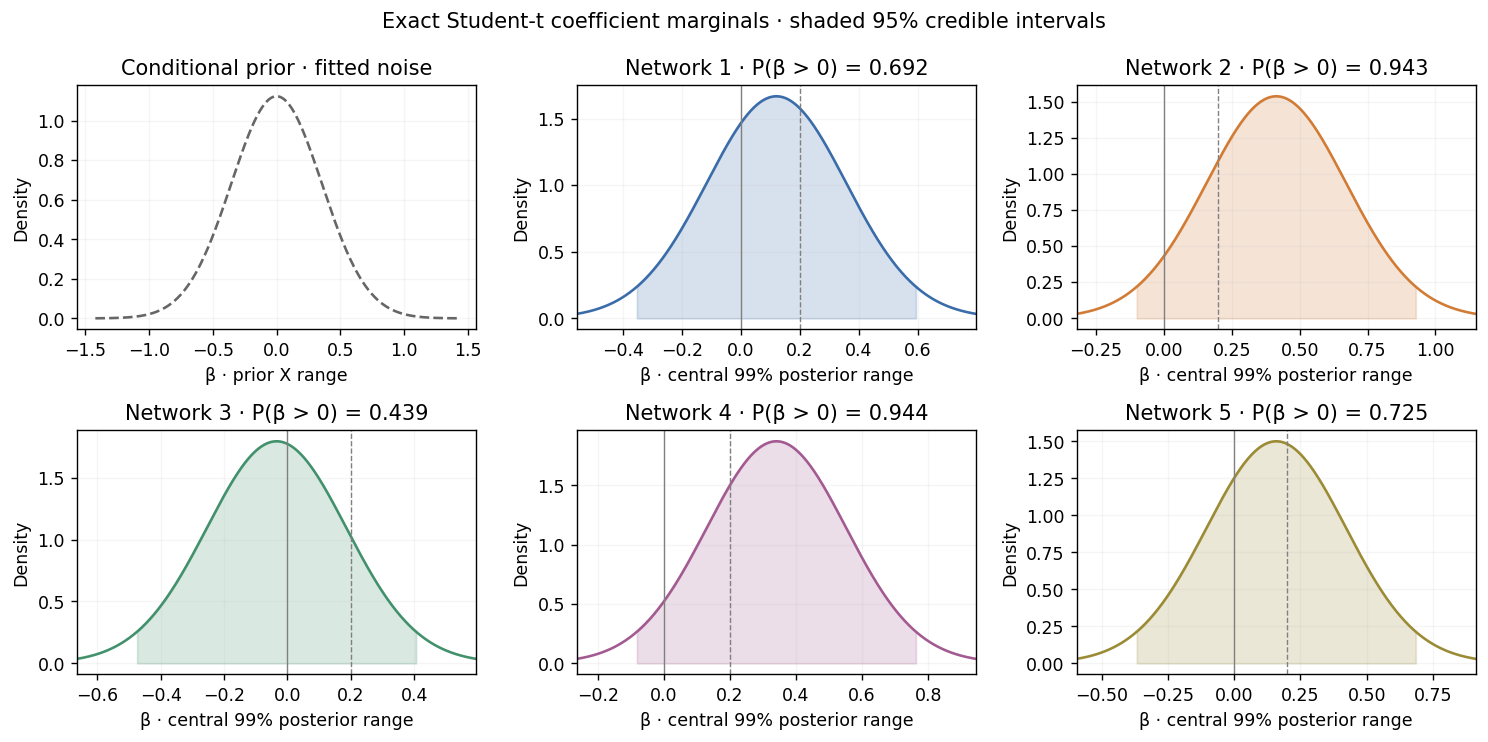 Exact Student-t coefficient marginals · shaded 95% credible intervals
Conditional prior · fitted noise
Density
1.0
0.8
0.6
0.4
0.2
0.0
−1.5 −1.0 −0.5 0.0 0.5 1.0 1.5
β · prior X range
Network 1 · P(β > 0) = 0.692
Density
1.5
1.0
0.5
0.0
−0.4 −0.2 0.0 0.2 0.4 0.6
β · central 99% posterior range
Network 2 · P(β > 0) = 0.943
Density
1.50
1.25
1.00
0.75
0.50
0.25
0.00
−0.25 0.00 0.25 0.50 0.75 1.00
β · central 99% posterior range
Network 3 · P(β > 0) = 0.439
Density
1.5
1.0
0.5
0.0
−0.6 −0.4 −0.2 0.0 0.2 0.4
β · central 99% posterior range
Network 4 · P(β > 0) = 0.944
Density
1.5
1.0
0.5
0.0
−0.2 0.0 0.2 0.4 0.6 0.8
β · central 99% posterior range
Network 5 · P(β > 0) = 0.725
Density
1.50
1.25
1.00
0.75
0.50
0.25
0.00
−0.50 −0.25 0.00 0.25 0.50 0.75
β · central 99% posterior range